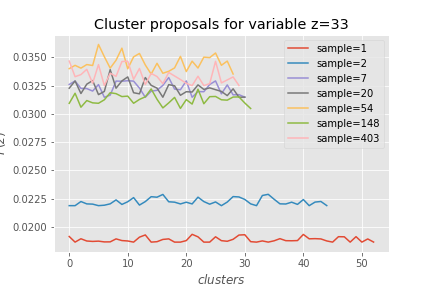 Cluster proposals for variable z=33
0.0350
0.0325
0.0300
0.0275
0.0250
0.0225
0.0200
0
10
20
30
40
50
clusters
sample=1
sample=2
sample=7
sample=20
sample=54
sample=148
sample=403